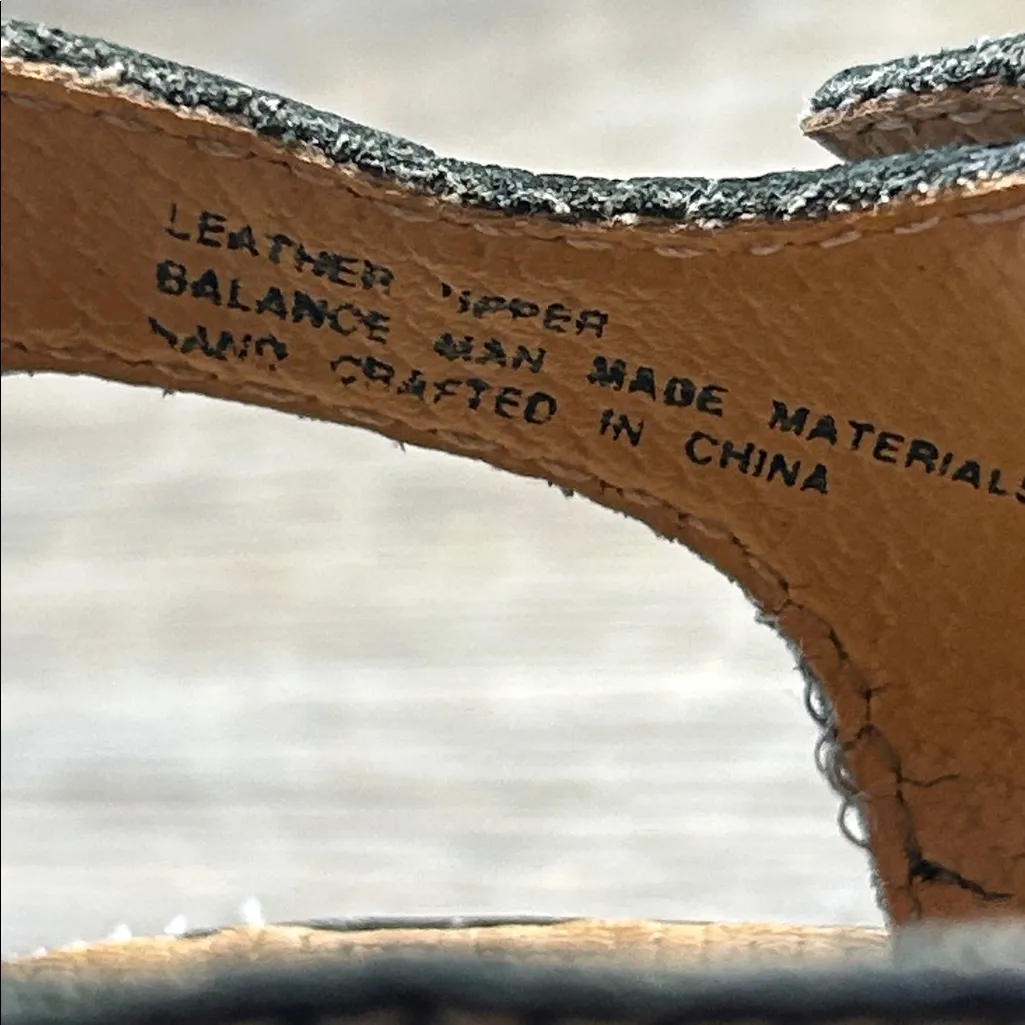 LEATHER UPPER
BALANCE MAN MADE MATERIALS
HAND CRAFTED IN CHINA